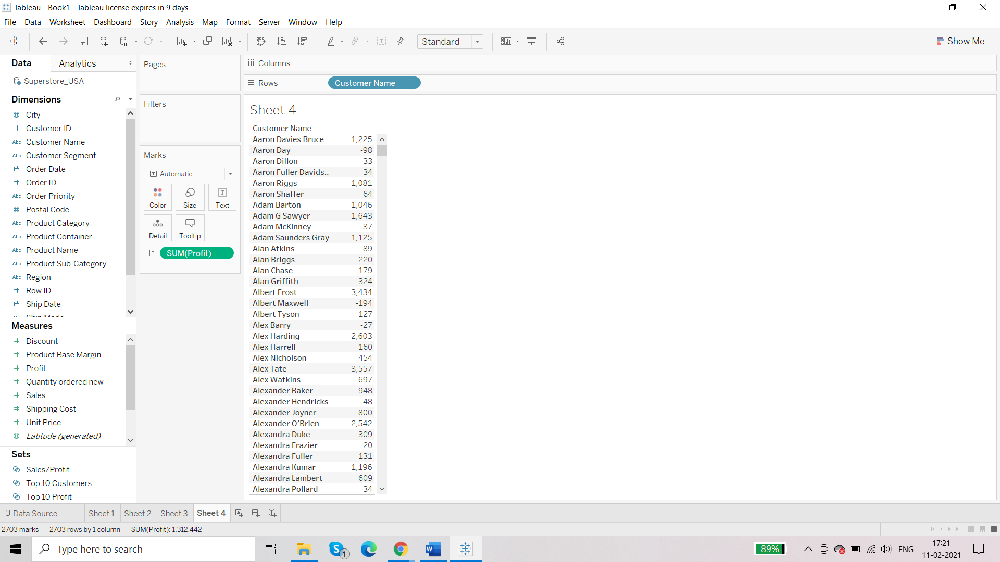 Tableau - Book1 - Tableau license expires in 9 days
File Data Worksheet Dashboard Story Analysis Map Format Server Window Help
Standard
Show Me
Data Analytics
Superstore_USA
Dimensions
City
Customer ID
Abc Customer Name
Abc Customer Segment
Order Date
Order ID
Abc Order Priority
Postal Code
Abc Product Category
Abc Product Container
Abc Product Name
Abc Product Sub-Category
Abc Region
Row ID
Ship Date
Abc Ship Mode
Measures
Discount
Product Base Margin
Profit
Quantity ordered new
Sales
Shipping Cost
Unit Price
Latitude (generated)
Sets
Sales/Profit
Top 10 Customers
Top 10 Profit
Pages
Filters
Marks
T Automatic
Color Size Text
Detail Tooltip
T SUM(Profit)
Columns
Rows Customer Name
Sheet 4
Customer Name
Aaron Davies Bruce 1,225
Aaron Day -98
Aaron Dillon 33
Aaron Fuller Davids.. 34
Aaron Riggs 1,081
Aaron Shaffer 64
Adam Barton 1,046
Adam G Sawyer 1,643
Adam McKinney -37
Adam Saunders Gray 1,125
Alan Atkins -89
Alan Briggs 220
Alan Chase 179
Alan Griffith 324
Albert Frost 3,434
Albert Maxwell -194
Albert Tyson 127
Alex Barry -27
Alex Harding 2,603
Alex Harrell 160
Alex Nicholson 454
Alex Tate 3,557
Alex Watkins -697
Alexander Baker 948
Alexander Hendricks 48
Alexander Joyner -800
Alexander O'Brien 2,542
Alexandra Duke 309
Alexandra Frazier 20
Alexandra Fuller 131
Alexandra Kumar 1,196
Alexandra Lambert 609
Alexandra Pollard 34
Data Source Sheet 1 Sheet 2 Sheet 3 Sheet 4
2703 marks 2703 rows by 1 column SUM(Profit): 1,312,442
Type here to search
1
89%
ENG
17:21
11-02-2021